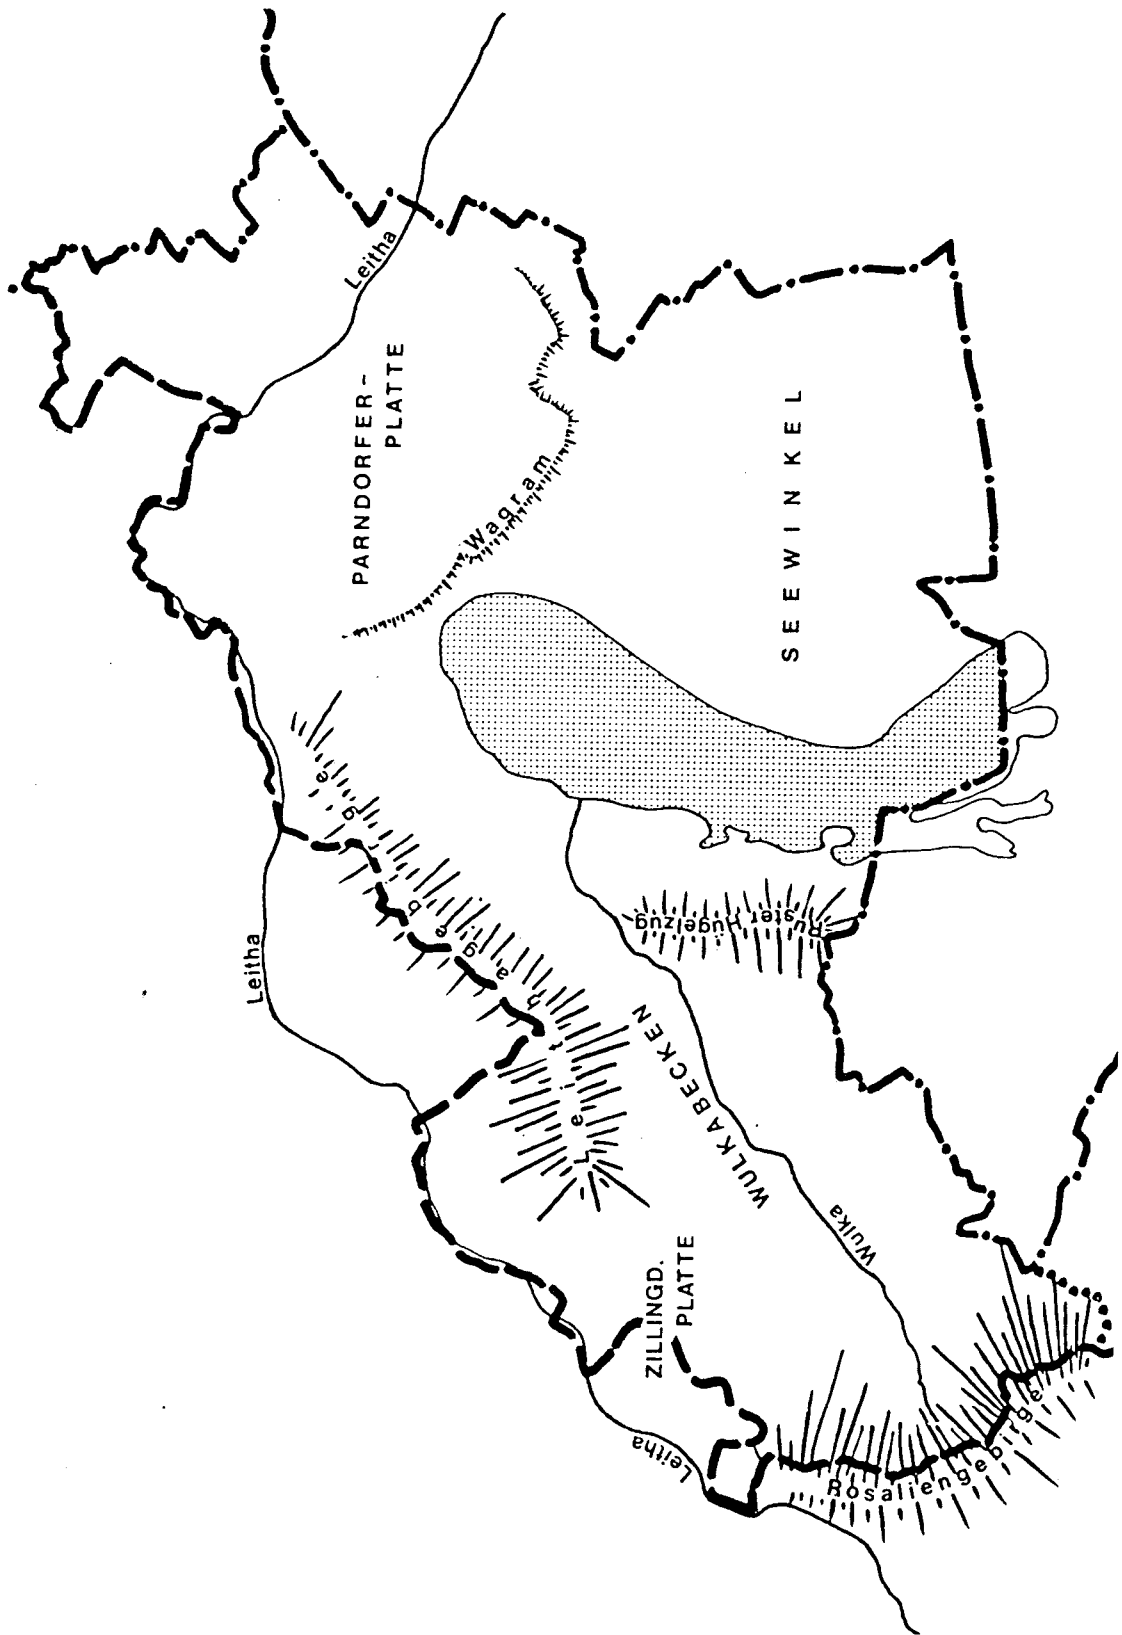 Leitha
PARNDORFER-
PLATTE
Wagram
SEEWINKEL
Leithagebirge
Leitha
Ruster Hügelzug
WULKABECKEN
Wulka
ZILLINGD.
PLATTE
Leitha
Rosaliengebirge